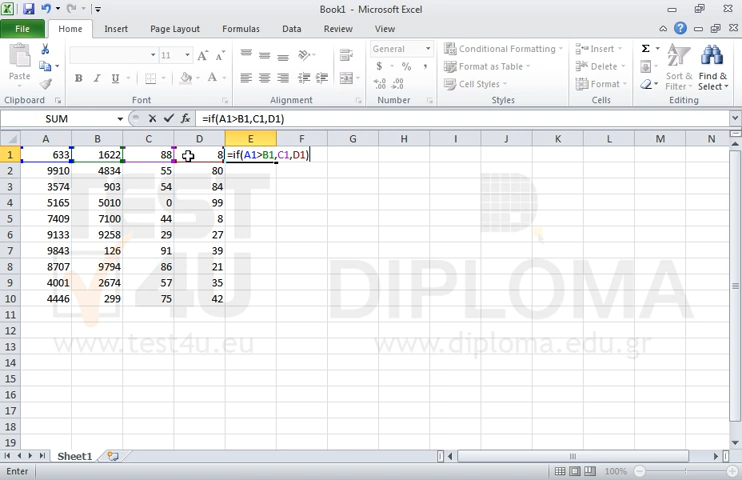 Book1 - Microsoft Excel
File Home Insert Page Layout Formulas Data Review View
Paste
11
B I U
General
$ % ,
Conditional Formatting
Format as Table
Cell Styles
Insert
Delete
Format
Sort & Filter
Find & Select
Clipboard Font Alignment Number Styles Cells Editing
SUM =if(A1>B1,C1,D1)
A B C D E F G H I J K L M N
1 633 1622 88 8 =if(A1>B1,C1,D1)
2 9910 4834 55 80
3 3574 903 54 84
4 5165 5010 0 99
5 7409 7100 44 8
6 9133 9258 29 27
7 9843 126 91 39
8 8707 9794 86 21
9 4001 2674 57 35
10 4446 299 75 42
11
12
13
14
15
16
17
18
19
TEST
4U
DIPLOMA
www.test4u.eu
www.diploma.edu.gr
Sheet1
Enter 100%